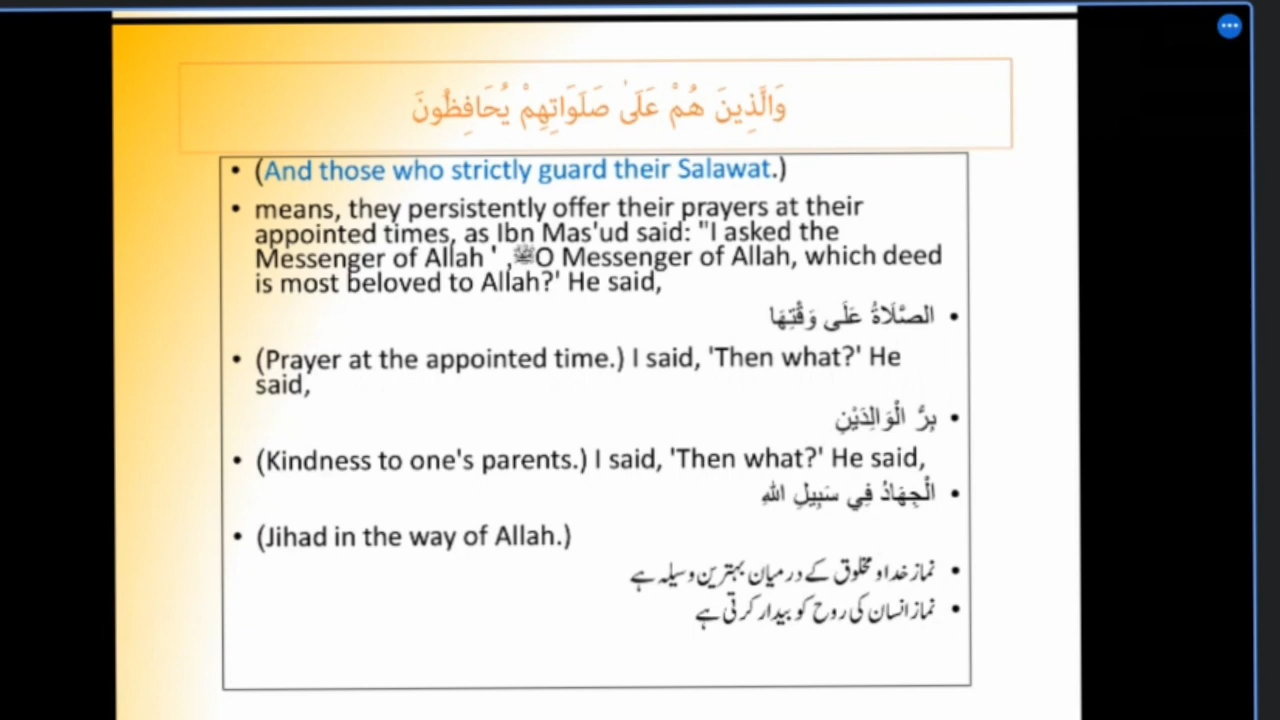 وَالَّذِينَ هُمْ عَلَىٰ صَلَوَاتِهِمْ يُحَافِظُونَ
• (And those who strictly guard their Salawat.)
• means, they persistently offer their prayers at their
appointed times, as Ibn Mas'ud said: "I asked the
Messenger of Allah ' ,ﷺO Messenger of Allah, which deed
is most beloved to Allah?' He said,
• الصَّلَاةُ عَلَى وَقْتِهَا
• (Prayer at the appointed time.) I said, 'Then what?' He
said,
• بِرُّ الْوَالِدَيْنِ
• (Kindness to one's parents.) I said, 'Then what?' He said,
• الْجِهَادُ فِي سَبِيلِ اللهِ
• (Jihad in the way of Allah.)
• نماز خدا و مخلوق کے درمیان بہترین وسیلہ ہے
• نماز انسان کی روح کو بیدار کرتی ہے